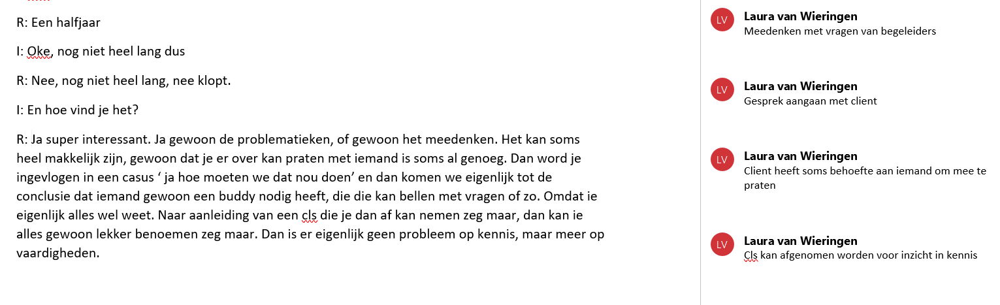 R: Een halfjaar
I: Oke, nog niet heel lang dus
R: Nee, nog niet heel lang, nee klopt.
I: En hoe vind je het?
R: Ja super interessant. Ja gewoon de problematieken, of gewoon het meedenken. Het kan soms
heel makkelijk zijn, gewoon dat je er over kan praten met iemand is soms al genoeg. Dan word je
ingevlogen in een casus ‘ ja hoe moeten we dat nou doen’ en dan komen we eigenlijk tot de
conclusie dat iemand gewoon een buddy nodig heeft, die die kan bellen met vragen of zo. Omdat ie
eigenlijk alles wel weet. Naar aanleiding van een cls die je dan af kan nemen zeg maar, dan kan ie
alles gewoon lekker benoemen zeg maar. Dan is er eigenlijk geen probleem op kennis, maar meer op
vaardigheden.
LV
Laura van Wieringen
Meedenken met vragen van begeleiders
LV
Laura van Wieringen
Gesprek aangaan met client
LV
Laura van Wieringen
Client heeft soms behoefte aan iemand om mee te
praten
LV
Laura van Wieringen
Cls kan afgenomen worden voor inzicht in kennis